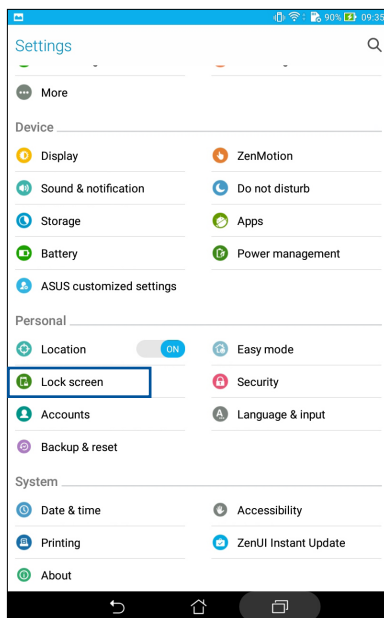 90% 09:35
Settings
More
Device
Display
ZenMotion
Sound & notification
Do not disturb
Storage
Apps
Battery
Power management
ASUS customized settings
Personal
Location ON
Easy mode
Lock screen
Security
Accounts
A Language & input
Backup & reset
System
Date & time
Accessibility
Printing
ZenUI Instant Update
About